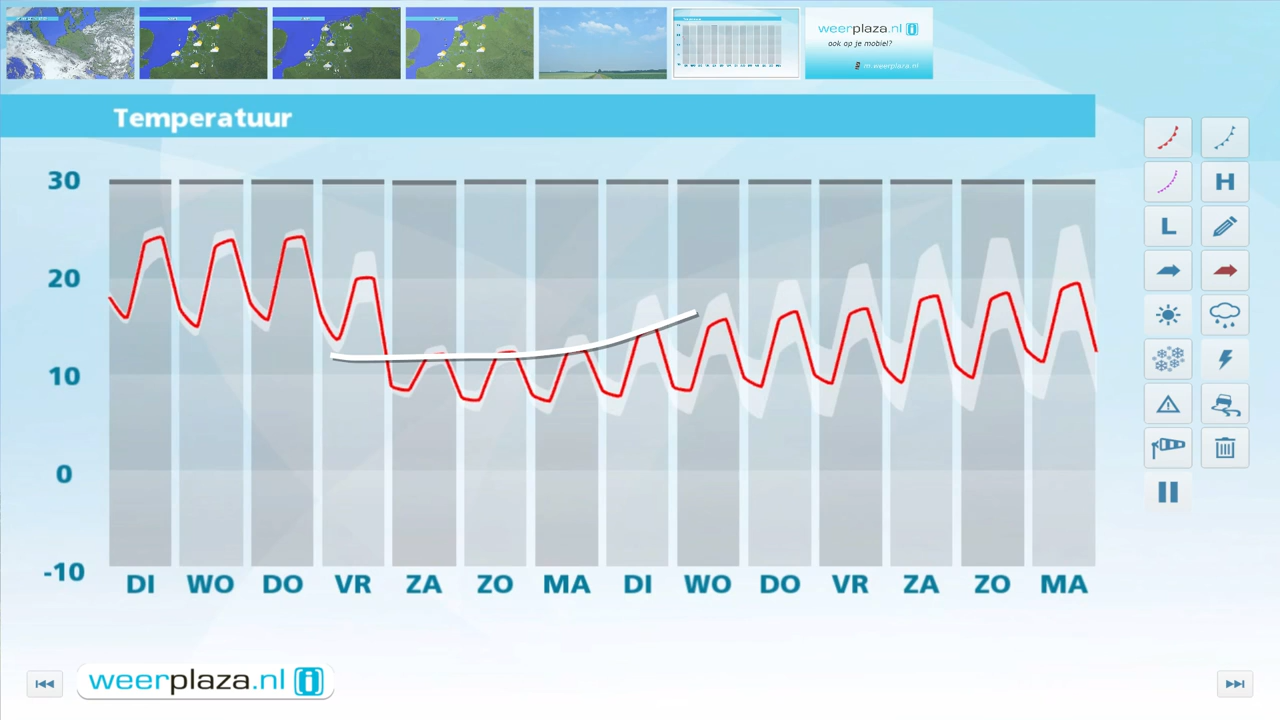 weerplaza.nl i
ook op je mobiel?
m.weerplaza.nl
Temperatuur
30
20
10
0
-10
DI WO DO VR ZA ZO MA DI WO DO VR ZA ZO MA
H
L
weerplaza.nl i